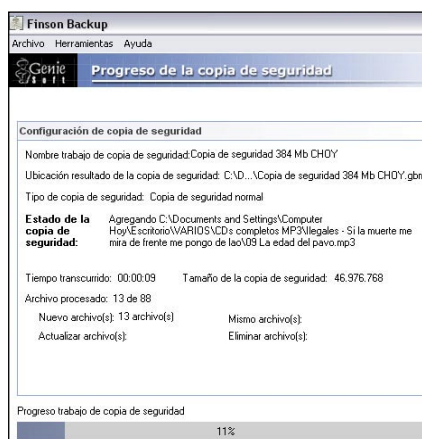 Finson Backup
Archivo Herramientas Ayuda
Genie Soft
Progreso de la copia de seguridad
Configuración de copia de seguridad
Nombre trabajo de copia de seguridad:Copia de seguridad 384 Mb CHOY
Ubicación resultado de la copia de seguridad: C:\D...\Copia de seguridad 384 Mb CHOY.gbm
Tipo de copia de seguridad: Copia de seguridad normal
Estado de la copia de seguridad: Agregando C:\Documents and Settings\Computer
Hoy\Escritorio\VARIOS\CDs completos MP3\Ilegales - Si la muerte me
mira de frente me pongo de lao\09 La edad del pavo.mp3
Tiempo transcurrido: 00:00:09 Tamaño de la copia de seguridad: 46.976.768
Archivo procesado: 13 de 88
Nuevo archivo(s): 13 archivo(s) Mismo archivo(s):
Actualizar archivo(s): Eliminar archivo(s):
Progreso trabajo de copia de seguridad
11%